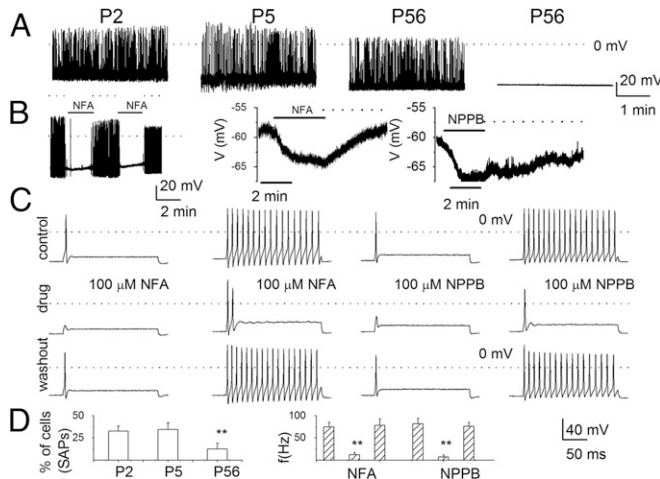 A P2 P5 P56 P56
0 mV
20 mV
1 min
B NFA NFA
20 mV
2 min
-55
-60
-65
V (mV)
NFA
2 min
-55
-60
-65
V (mV)
NPPB
2 min
C
control
0 mV
drug
100 µM NFA 100 µM NFA 100 µM NPPB 100 µM NPPB
washout
0 mV
D
% of cells
(SAPs)
50
25
0
**
P2 P5 P56
f(Hz)
100
50
0
** **
NFA NPPB
40 mV
50 ms